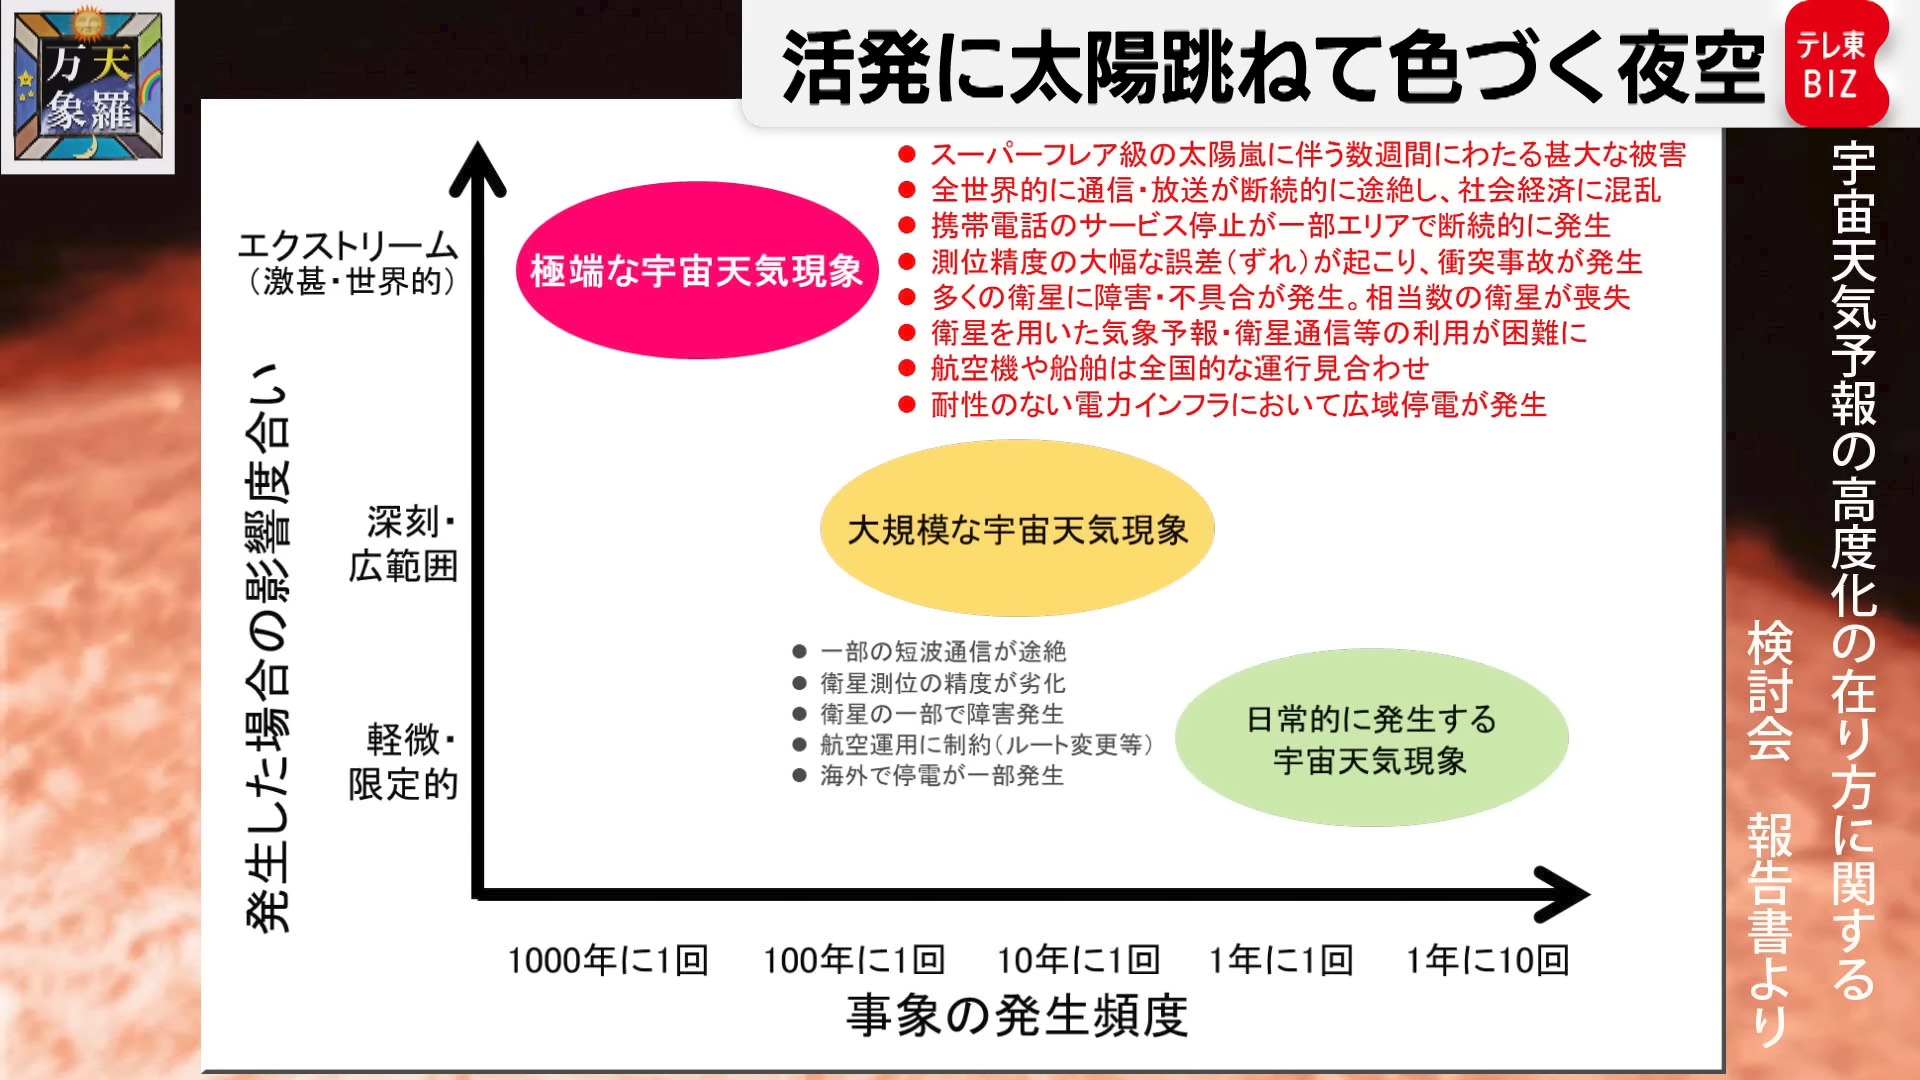 天羅
万象
活発に太陽跳ねて色づく夜空
テレ東
BIZ
宇宙天気予報の高度化の在り方に関する
検討会　報告書より
発生した場合の影響度合い
エクストリーム
（激甚・世界的）
深刻・
広範囲
軽微・
限定的
極端な宇宙天気現象
● スーパーフレア級の太陽嵐に伴う数週間にわたる甚大な被害
● 全世界的に通信・放送が断続的に途絶し、社会経済に混乱
● 携帯電話のサービス停止が一部エリアで断続的に発生
● 測位精度の大幅な誤差（ずれ）が起こり、衝突事故が発生
● 多くの衛星に障害・不具合が発生。相当数の衛星が喪失
● 衛星を用いた気象予報・衛星通信等の利用が困難に
● 航空機や船舶は全国的な運行見合わせ
● 耐性のない電力インフラにおいて広域停電が発生
大規模な宇宙天気現象
● 一部の短波通信が途絶
● 衛星測位の精度が劣化
● 衛星の一部で障害発生
● 航空運用に制約（ルート変更等）
● 海外で停電が一部発生
日常的に発生する
宇宙天気現象
1000年に1回
100年に1回
10年に1回
1年に1回
1年に10回
事象の発生頻度